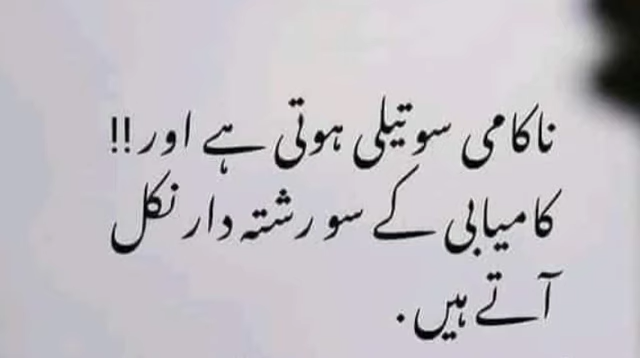 ناکامی سوتیلی ہوتی ہے اور!!
کامیابی کے سو رشتہ دار نکل
آتے ہیں.